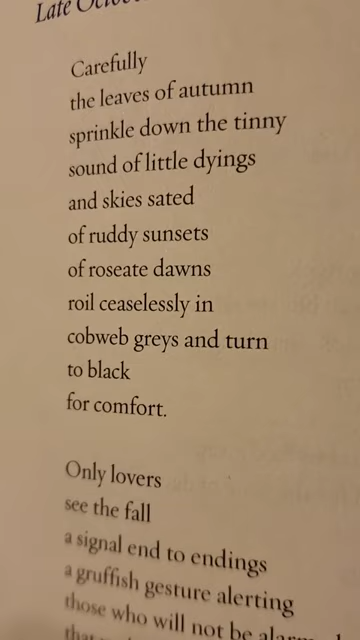 Late October
Carefully
the leaves of autumn
sprinkle down the tinny
sound of little dyings
and skies sated
of ruddy sunsets
of roseate dawns
roil ceaselessly in
cobweb greys and turn
to black
for comfort.
Only lovers
see the fall
a signal end to endings
a gruffish gesture alerting
those who will not be